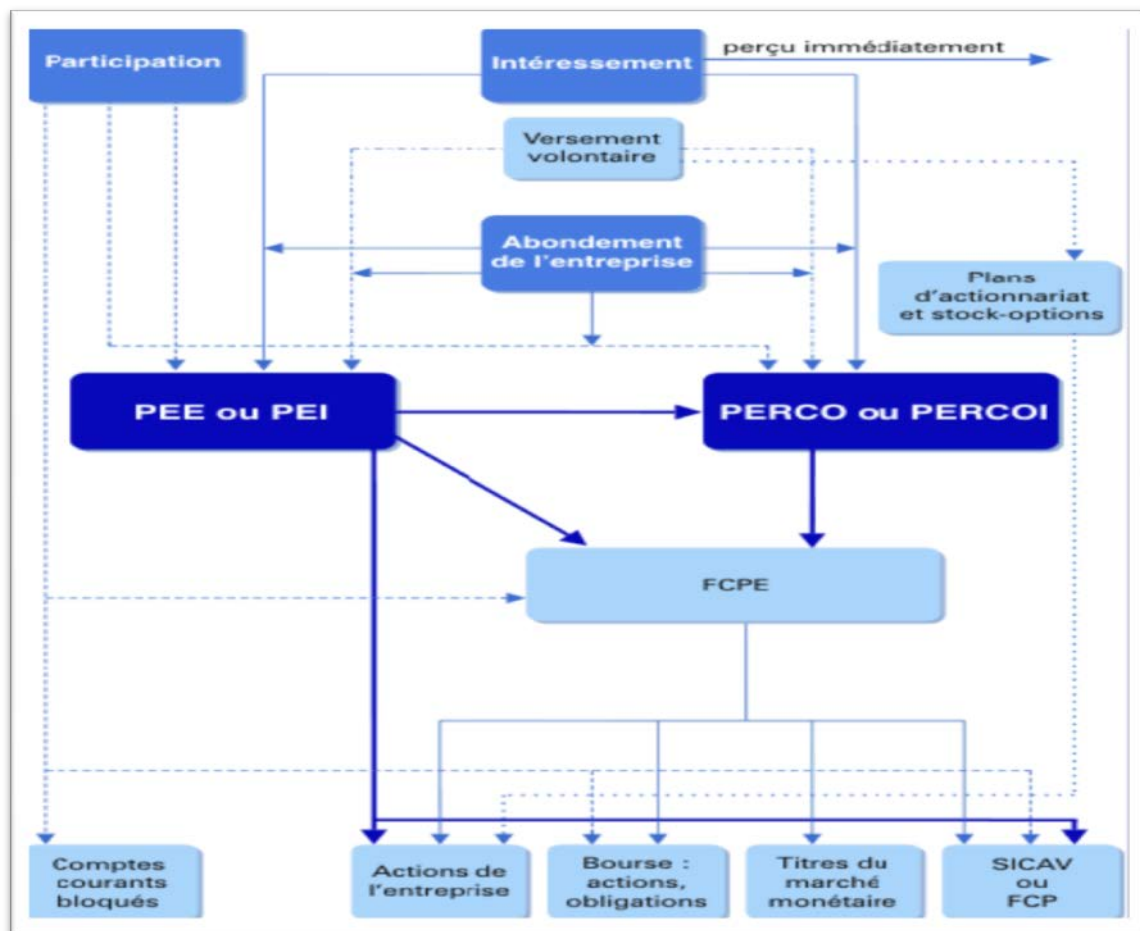 Participation
Intéressement
perçu immédiatement
Versement
volontaire
Abondement
de l'entreprise
Plans
d'actionnariat
et stock-options
PEE ou PEI
PERCO ou PERCOI
FCPE
Comptes
courants
bloqués
Actions de
l'entreprise
Bourse :
actions,
obligations
Titres du
marché
monétaire
SICAV
ou
FCP